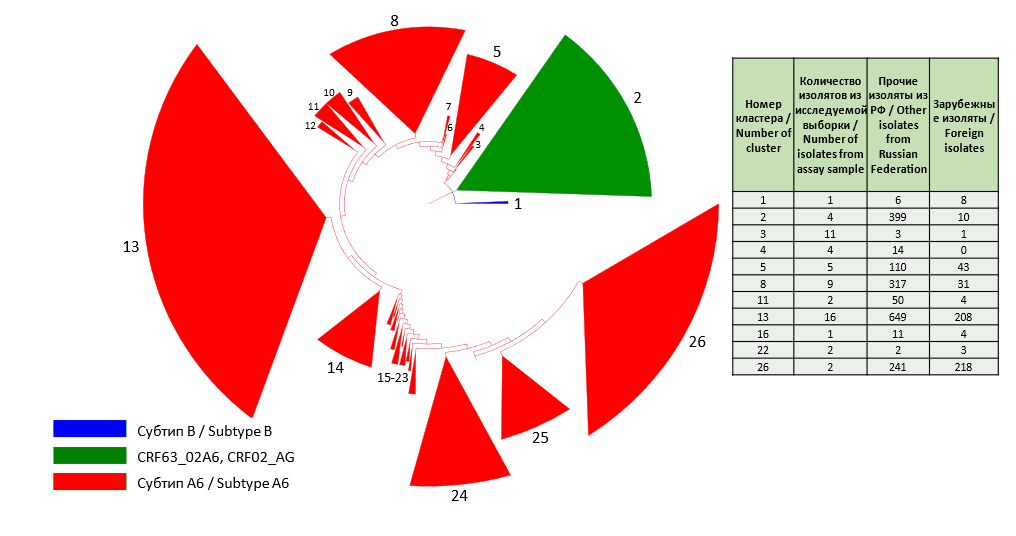 8
5
2
10
9
7
11
6
4
12
3
1
13
26
14
15-23
25
24
Субтип B / Subtype B
CRF63_02A6, CRF02_AG
Субтип А6 / Subtype A6
Номер
кластера /
Number of
cluster
Количество
изолятов из
исследуемой
выборки /
Number of
isolates from
assay sample
Прочие
изоляты из
РФ / Other
isolates
from
Russian
Federation
Зарубежны
е изоляты /
Foreign
isolates
1 1 6 8
2 4 399 10
3 11 3 1
4 4 14 0
5 5 110 43
8 9 317 31
11 2 50 4
13 16 649 208
16 1 11 4
22 2 2 3
26 2 241 218